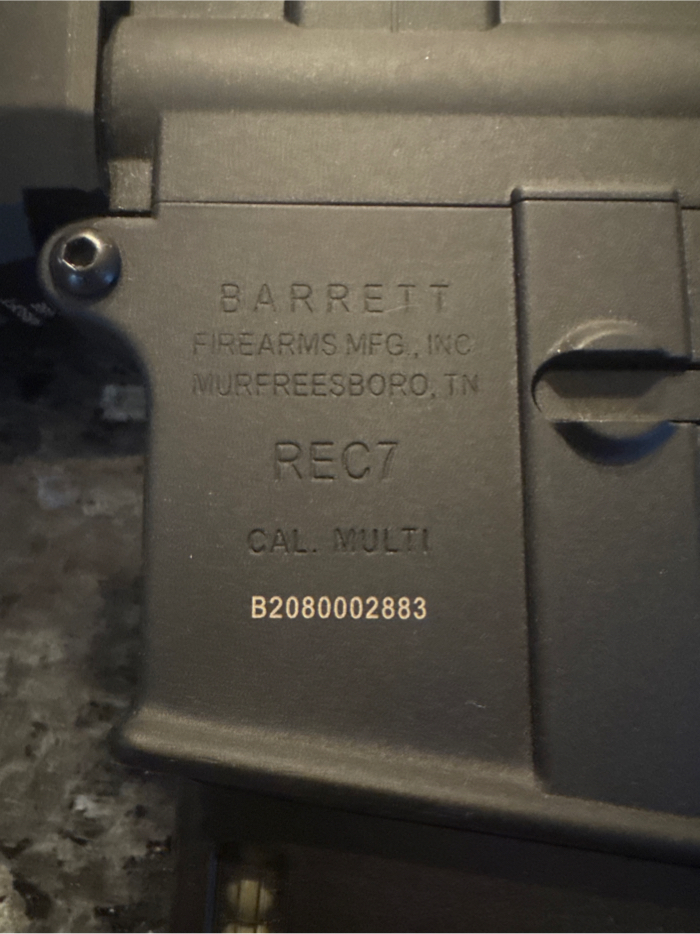 BARRETT
FIREARMS MFG., INC
MURFREESBORO, TN
REC7
CAL. MULTI
B2080002883